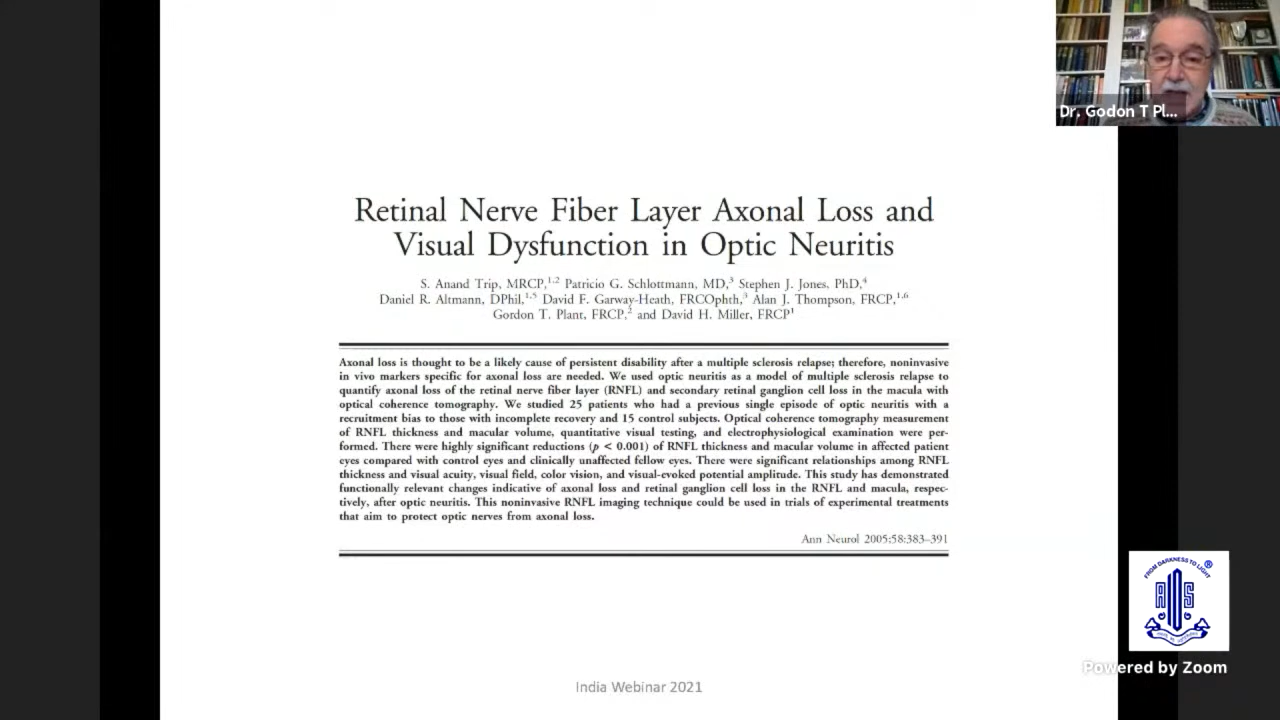 Dr. Godon T Pl...
Retinal Nerve Fiber Layer Axonal Loss and
Visual Dysfunction in Optic Neuritis
S. Anand Trip, MRCP,1,2 Patricio G. Schlottmann, MD,3 Stephen J. Jones, PhD,4
Daniel R. Altmann, DPhil,1,5 David F. Garway-Heath, FRCOphth,3 Alan J. Thompson, FRCP,1,6
Gordon T. Plant, FRCP,2 and David H. Miller, FRCP1
Axonal loss is thought to be a likely cause of persistent disability after a multiple sclerosis relapse; therefore, noninvasive
in vivo markers specific for axonal loss are needed. We used optic neuritis as a model of multiple sclerosis relapse to
quantify axonal loss of the retinal nerve fiber layer (RNFL) and secondary retinal ganglion cell loss in the macula with
optical coherence tomography. We studied 25 patients who had a previous single episode of optic neuritis with a
recruitment bias to those with incomplete recovery and 15 control subjects. Optical coherence tomography measurement
of RNFL thickness and macular volume, quantitative visual testing, and electrophysiological examination were per-
formed. There were highly significant reductions (p < 0.001) of RNFL thickness and macular volume in affected patient
eyes compared with control eyes and clinically unaffected fellow eyes. There were significant relationships among RNFL
thickness and visual acuity, visual field, color vision, and visual-evoked potential amplitude. This study has demonstrated
functionally relevant changes indicative of axonal loss and retinal ganglion cell loss in the RNFL and macula, respec-
tively, after optic neuritis. This noninvasive RNFL imaging technique could be used in trials of experimental treatments
that aim to protect optic nerves from axonal loss.
Ann Neurol 2005;58:383–391
FROM DARKNESS TO LIGHT ®
AIOS
Powered by Zoom
India Webinar 2021